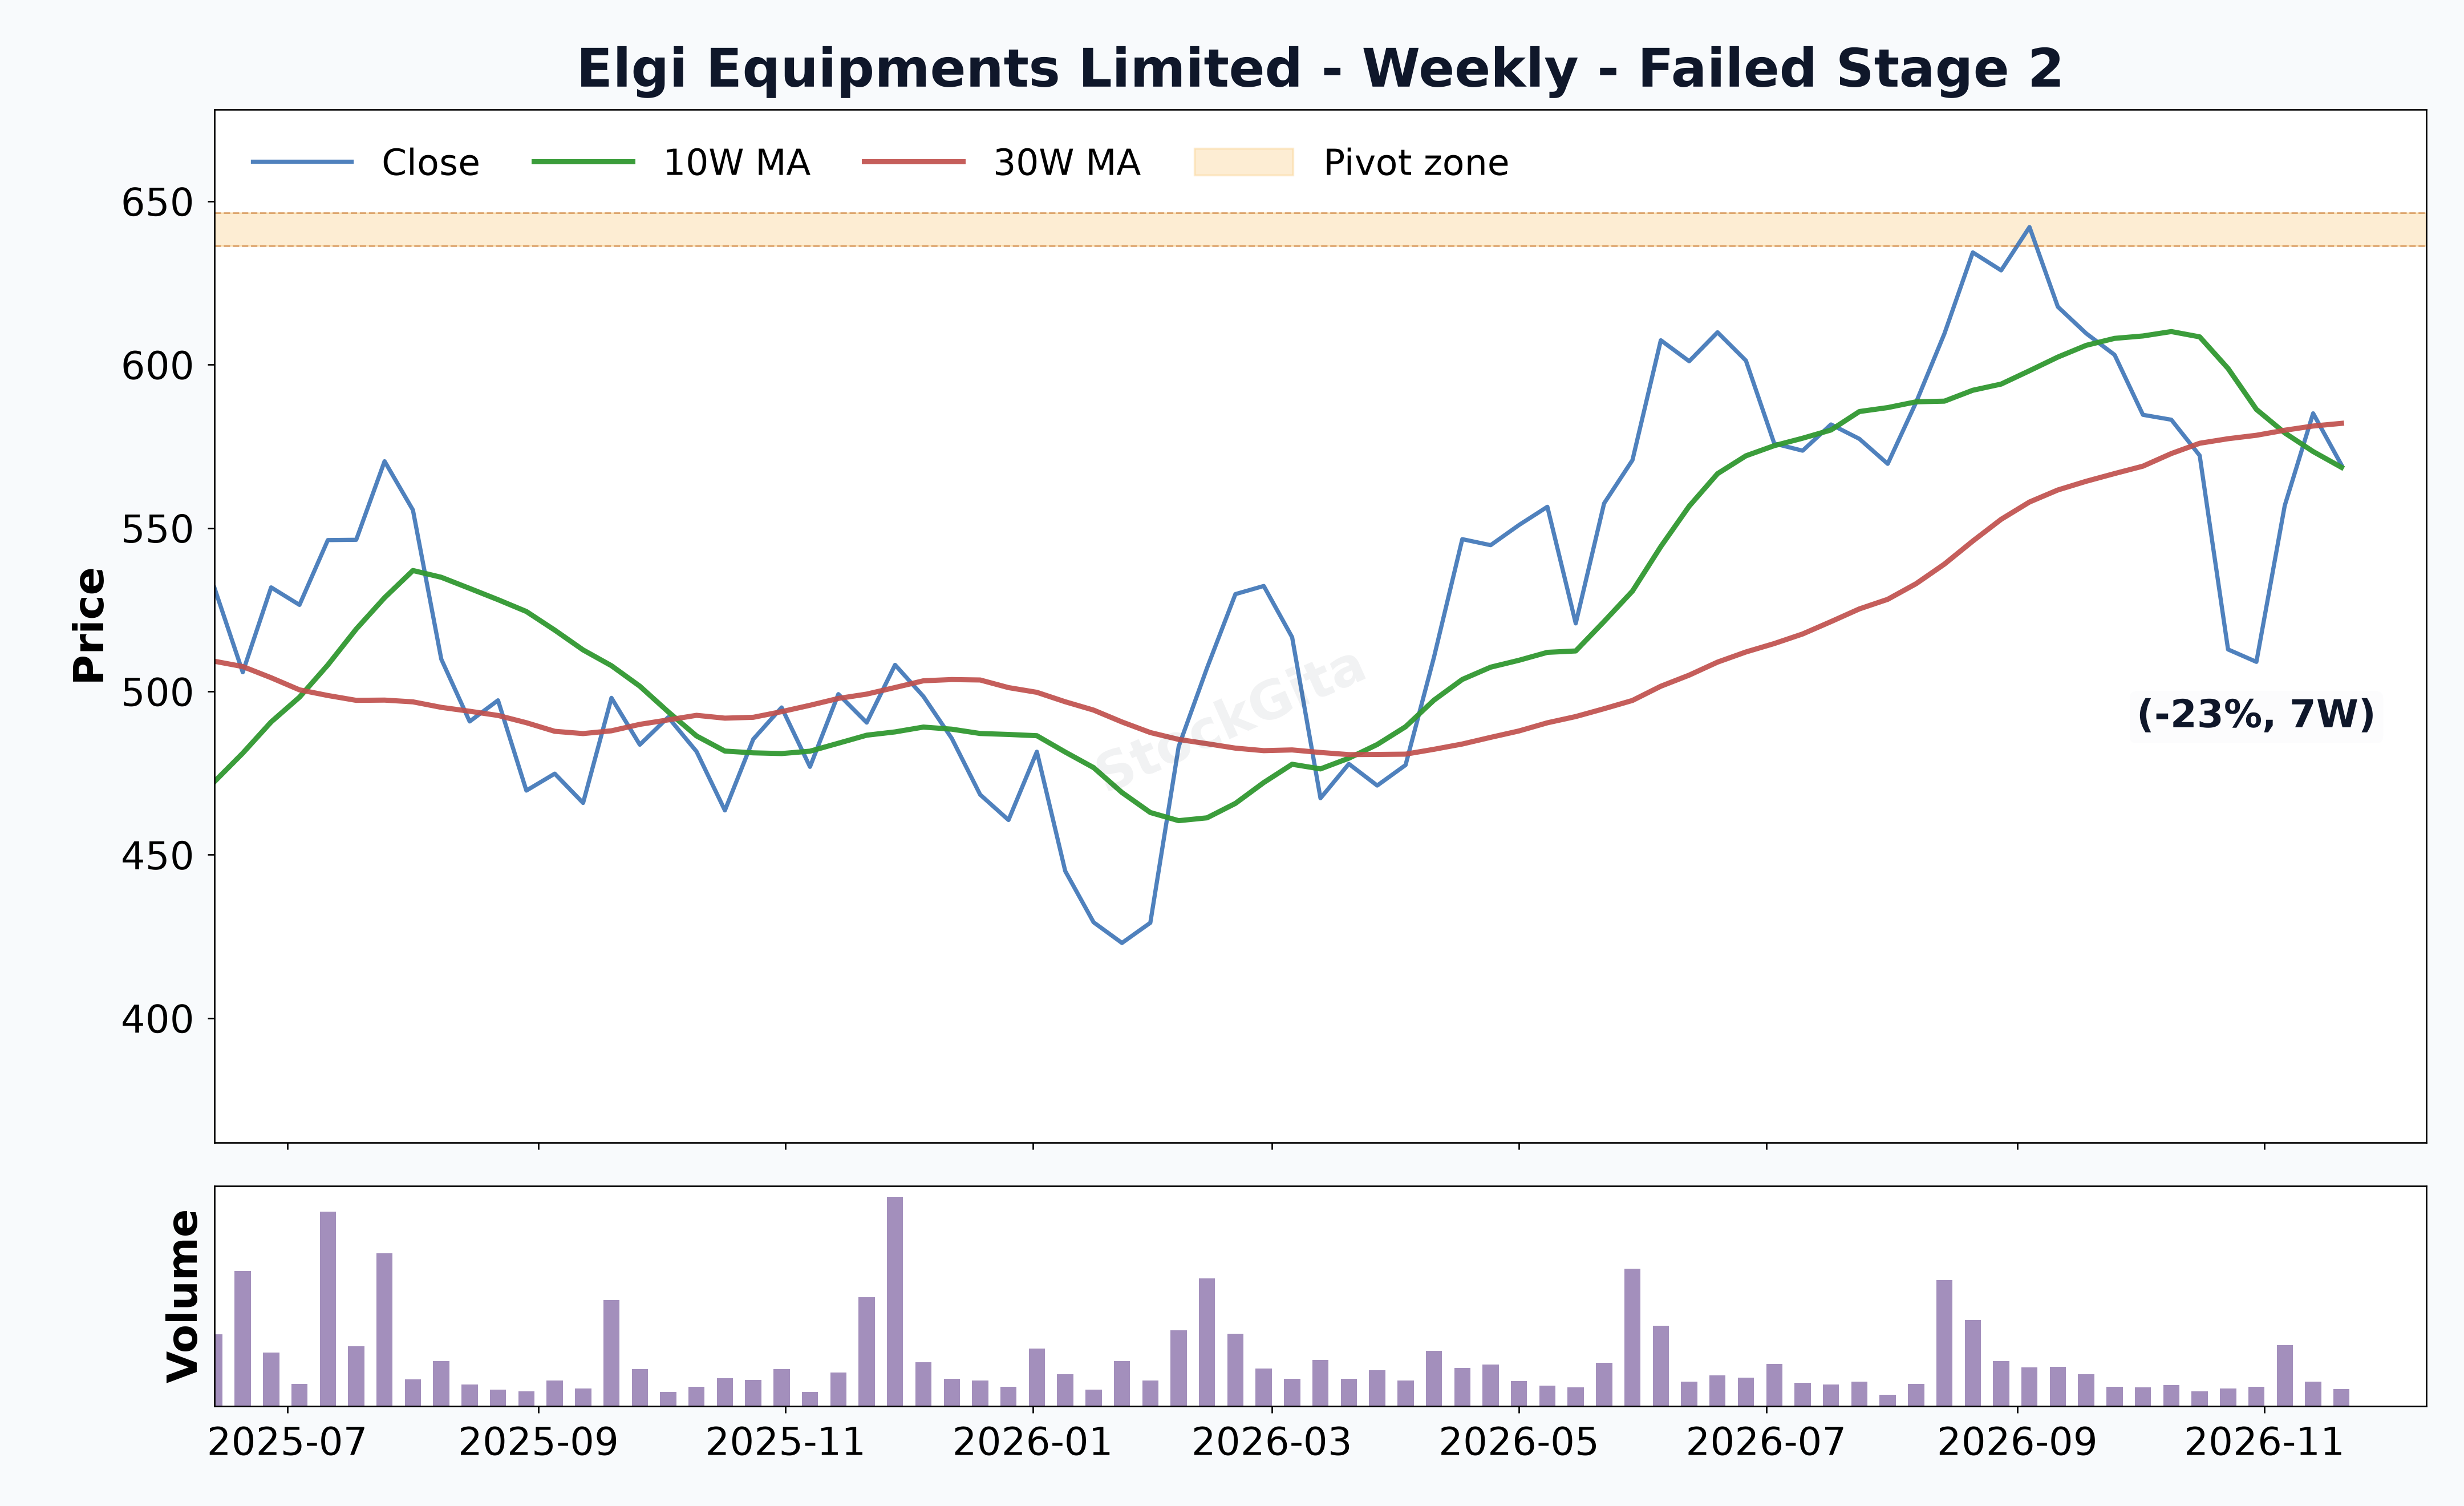 Elgi Equipments Limited - Weekly - Failed Stage 2
Close
10W MA
30W MA
Pivot zone
Price
650
600
550
500
450
400
StockGita
(-23%, 7W)
Volume
2025-07
2025-09
2025-11
2026-01
2026-03
2026-05
2026-07
2026-09
2026-11